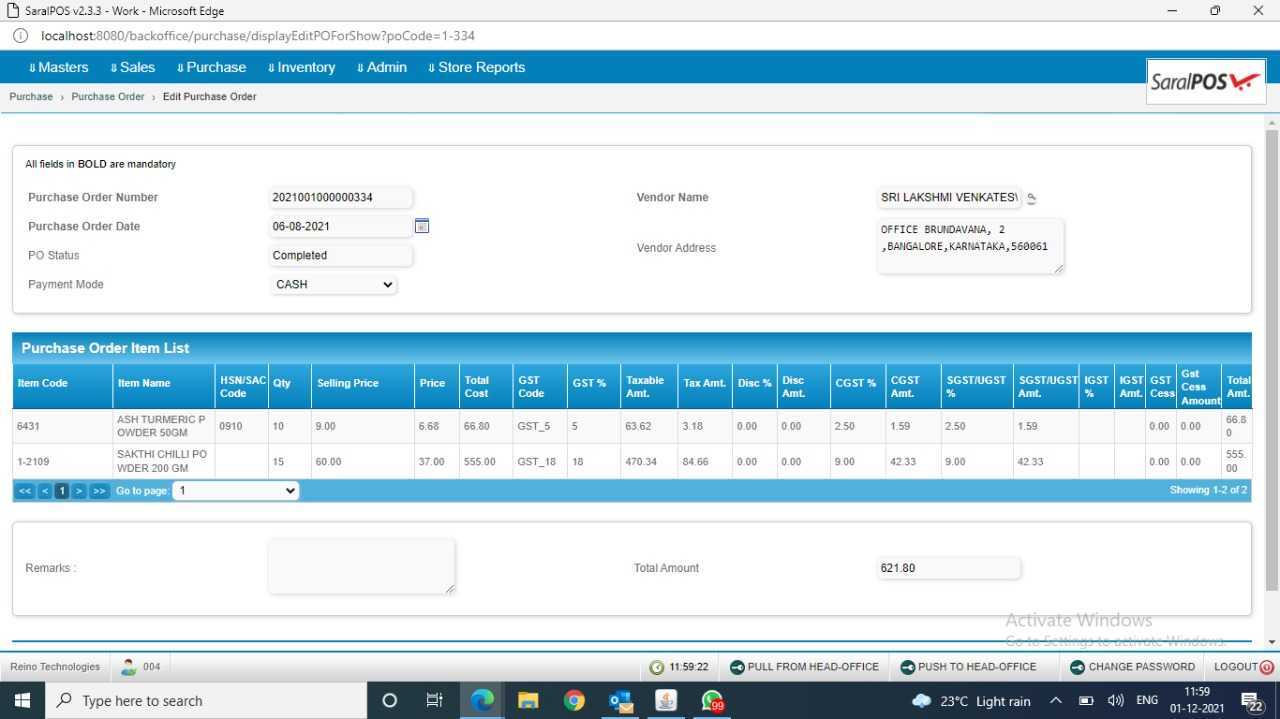 SaralPOS v2.3.3 - Work - Microsoft Edge
localhost:8080/backoffice/purchase/displayEditPOForShow?poCode=1-334
⇓ Masters ⇓ Sales ⇓ Purchase ⇓ Inventory ⇓ Admin ⇓ Store Reports
SaralPOS
Purchase › Purchase Order › Edit Purchase Order
All fields in BOLD are mandatory
Purchase Order Number 2021001000000334 Vendor Name SRI LAKSHMI VENKATES
Purchase Order Date 06-08-2021
Vendor Address OFFICE BRUNDAVANA, 2
,BANGALORE,KARNATAKA,560061
PO Status Completed
Payment Mode CASH
Purchase Order Item List
Item Code Item Name HSN/SAC Code Qty Selling Price Price Total Cost GST Code GST % Taxable Amt. Tax Amt. Disc % Disc Amt. CGST % CGST Amt. SGST/UGST % SGST/UGST Amt. IGST % IGST Amt. GST Cess Gst Cess Amount Total Amt.
6431 ASH TURMERIC P OWDER 50GM 0910 10 9.00 6.68 66.80 GST_5 5 63.62 3.18 0.00 0.00 2.50 1.59 2.50 1.59 0.00 0.00 66.8 0
1-2109 SAKTHI CHILLI PO WDER 200 GM 15 60.00 37.00 555.00 GST_18 18 470.34 84.66 0.00 0.00 9.00 42.33 9.00 42.33 0.00 0.00 555. 00
<< < 1 > >> Go to page: 1 Showing 1-2 of 2
Remarks : Total Amount 621.80
Activate Windows
Go to Settings to activate Windows.
Reino Technologies 004 11:59:22 PULL FROM HEAD-OFFICE PUSH TO HEAD-OFFICE CHANGE PASSWORD LOGOUT
Type here to search 99 23°C Light rain ENG 11:59
01-12-2021 22